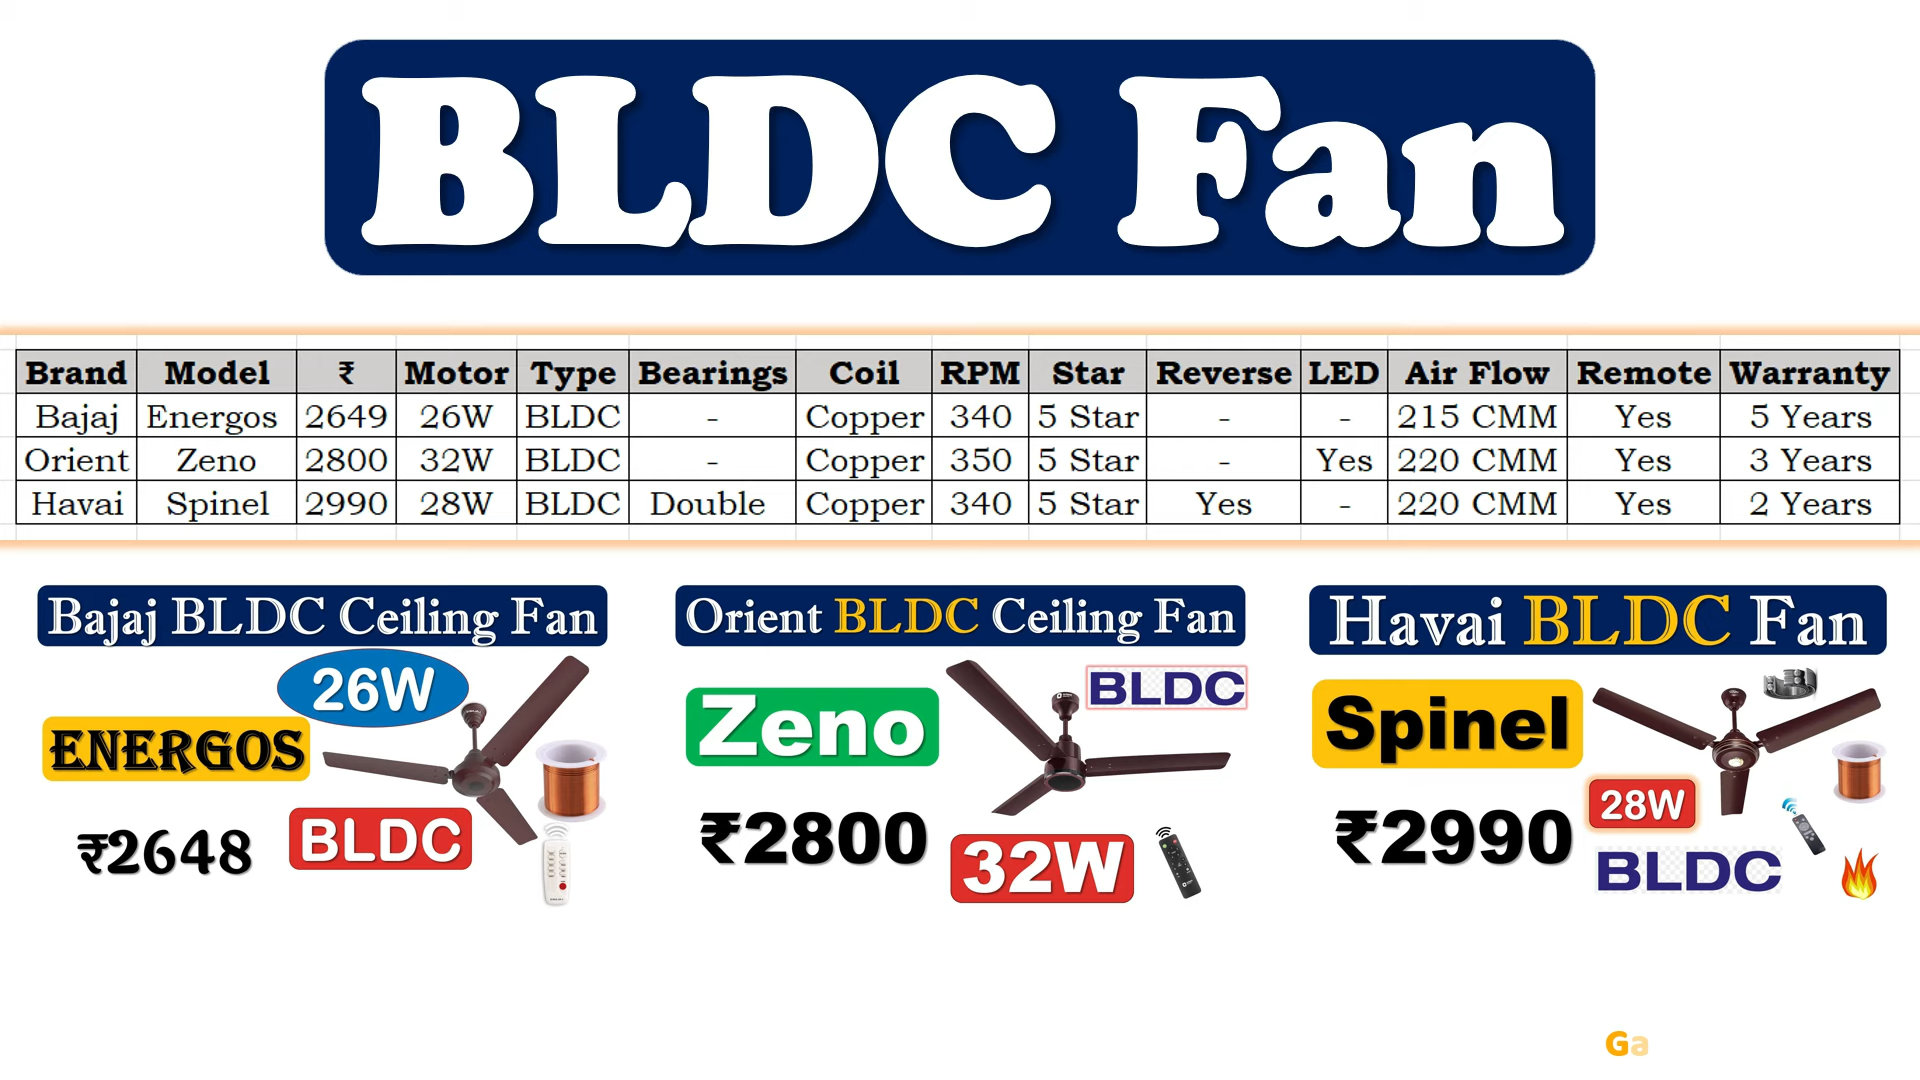 BLDC Fan
Brand Model ₹ Motor Type Bearings Coil RPM Star Reverse LED Air Flow Remote Warranty
Bajaj Energos 2649 26W BLDC - Copper 340 5 Star - - 215 CMM Yes 5 Years
Orient Zeno 2800 32W BLDC - Copper 350 5 Star - Yes 220 CMM Yes 3 Years
Havai Spinel 2990 28W BLDC Double Copper 340 5 Star Yes - 220 CMM Yes 2 Years
Bajaj BLDC Ceiling Fan
26W
ENERGOS
BLDC
₹2648
Orient BLDC Ceiling Fan
BLDC
Zeno
₹2800
32W
Havai BLDC Fan
Spinel
28W
₹2990
BLDC
Ga